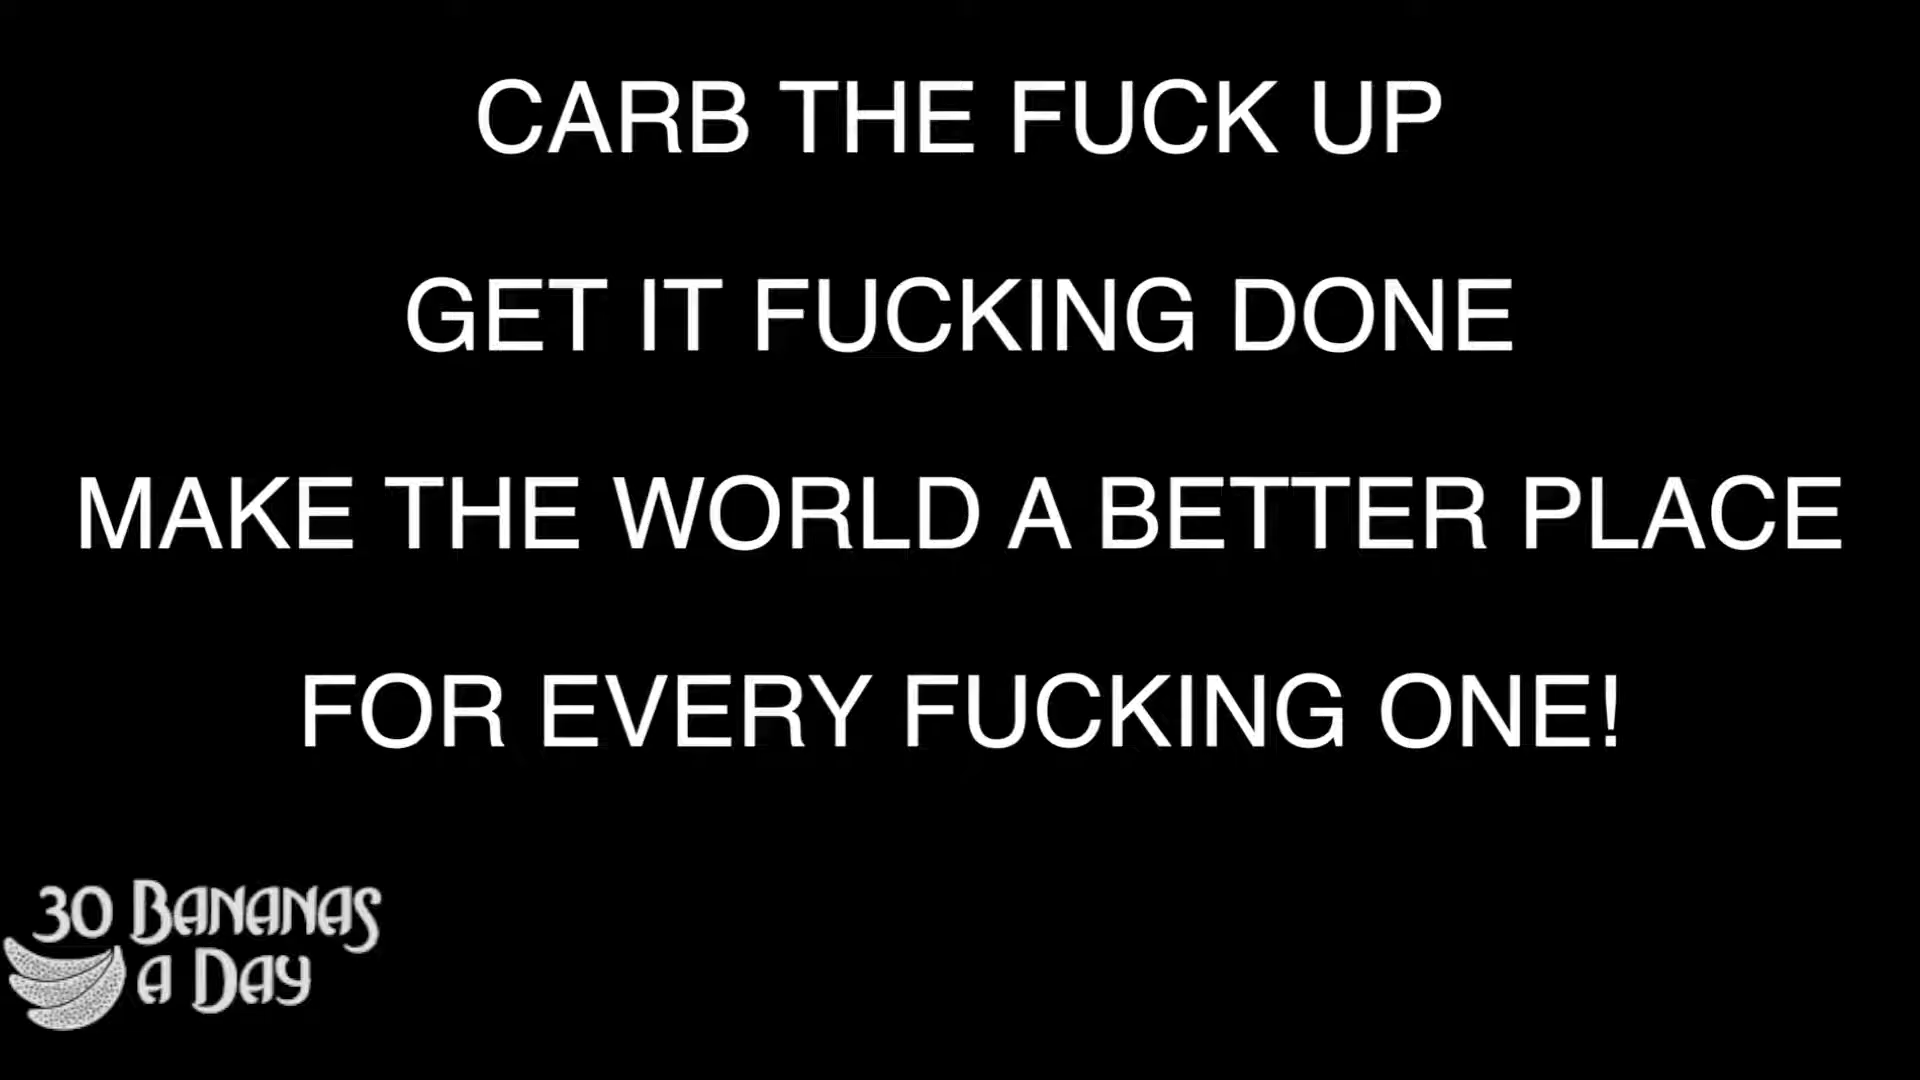 CARB THE FUCK UP
GET IT FUCKING DONE
MAKE THE WORLD A BETTER PLACE
FOR EVERY FUCKING ONE!
30 BANANAS
A DAY